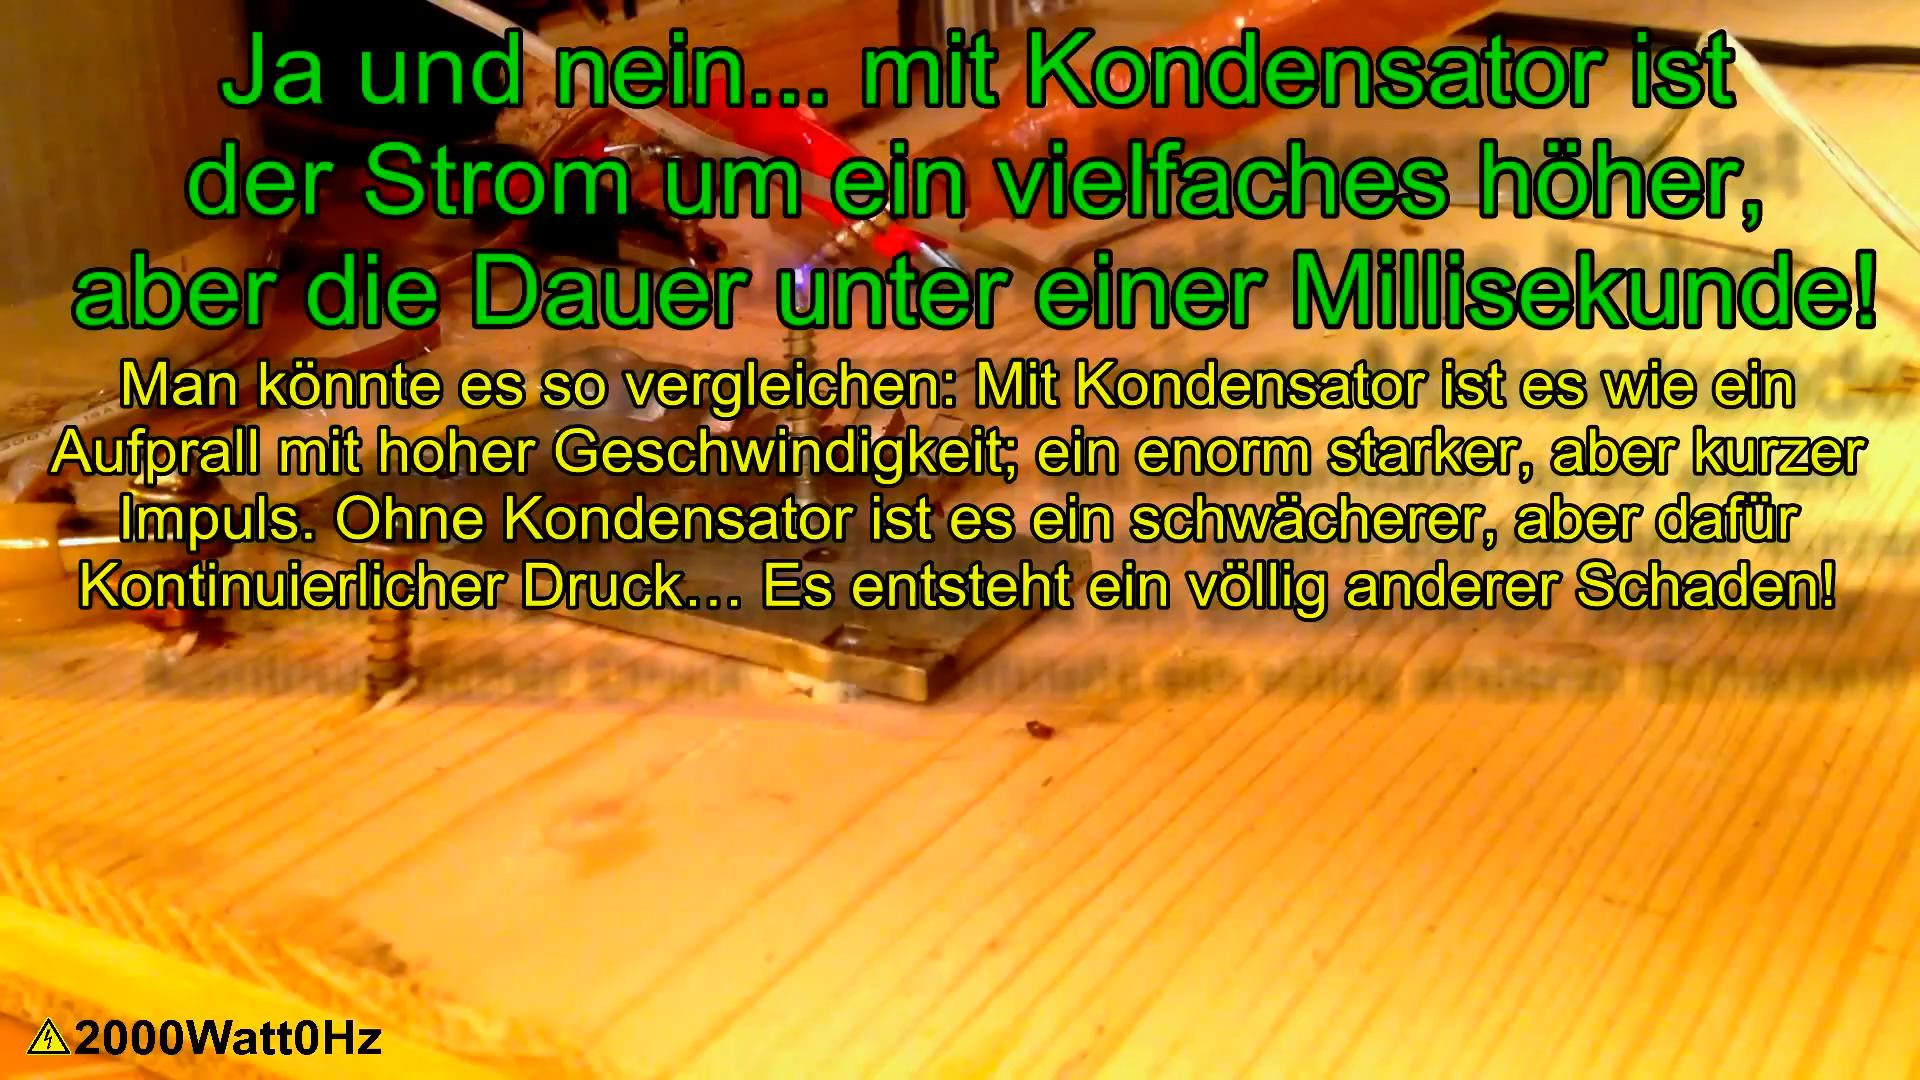 Ja und nein... mit Kondensator ist
der Strom um ein vielfaches höher,
aber die Dauer unter einer Millisekunde!
Man könnte es so vergleichen: Mit Kondensator ist es wie ein
Aufprall mit hoher Geschwindigkeit; ein enorm starker, aber kurzer
Impuls. Ohne Kondensator ist es ein schwächerer, aber dafür
Kontinuierlicher Druck... Es entsteht ein völlig anderer Schaden!
2000Watt0Hz